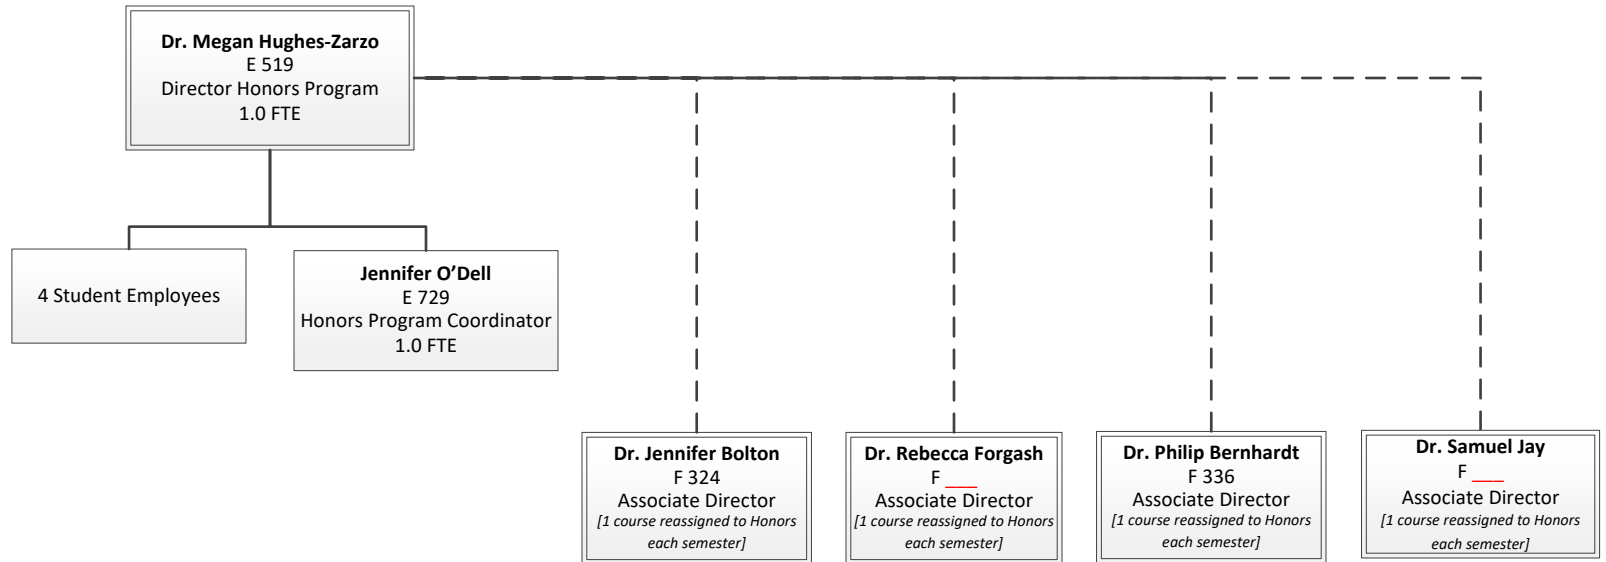 Dr. Megan Hughes-Zarzo
E 519
Director Honors Program
1.0 FTE
4 Student Employees
Jennifer O’Dell
E 729
Honors Program Coordinator
1.0 FTE
Dr. Jennifer Bolton
F 324
Associate Director
[1 course reassigned to Honors
each semester]
Dr. Rebecca Forgash
F ___
Associate Director
[1 course reassigned to Honors
each semester]
Dr. Philip Bernhardt
F 336
Associate Director
[1 course reassigned to Honors
each semester]
Dr. Samuel Jay
F ___
Associate Director
[1 course reassigned to Honors
each semester]